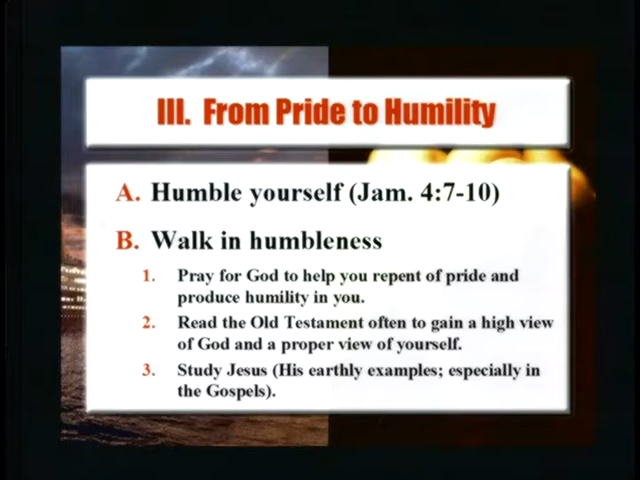 III. From Pride to Humility
A. Humble yourself (Jam. 4:7-10)
B. Walk in humbleness
1. Pray for God to help you repent of pride and
produce humility in you.
2. Read the Old Testament often to gain a high view
of God and a proper view of yourself.
3. Study Jesus (His earthly examples; especially in
the Gospels).